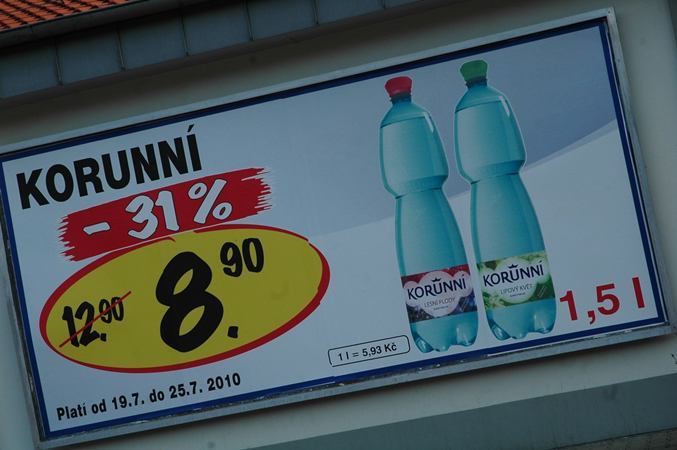 KORUNNÍ
- 31%
12.90
8.90
Platí od 19.7. do 25.7. 2010
1 l = 5,93 Kč
KORUNNÍ
LESNÍ PLODY
KORUNNÍ
LIPOVÝ KVĚT
1,5 l